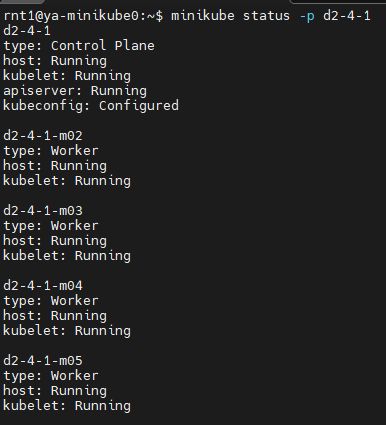 rnt1@ya-minikube0:~$ minikube status -p d2-4-1
d2-4-1
type: Control Plane
host: Running
kubelet: Running
apiserver: Running
kubeconfig: Configured

d2-4-1-m02
type: Worker
host: Running
kubelet: Running

d2-4-1-m03
type: Worker
host: Running
kubelet: Running

d2-4-1-m04
type: Worker
host: Running
kubelet: Running

d2-4-1-m05
type: Worker
host: Running
kubelet: Running